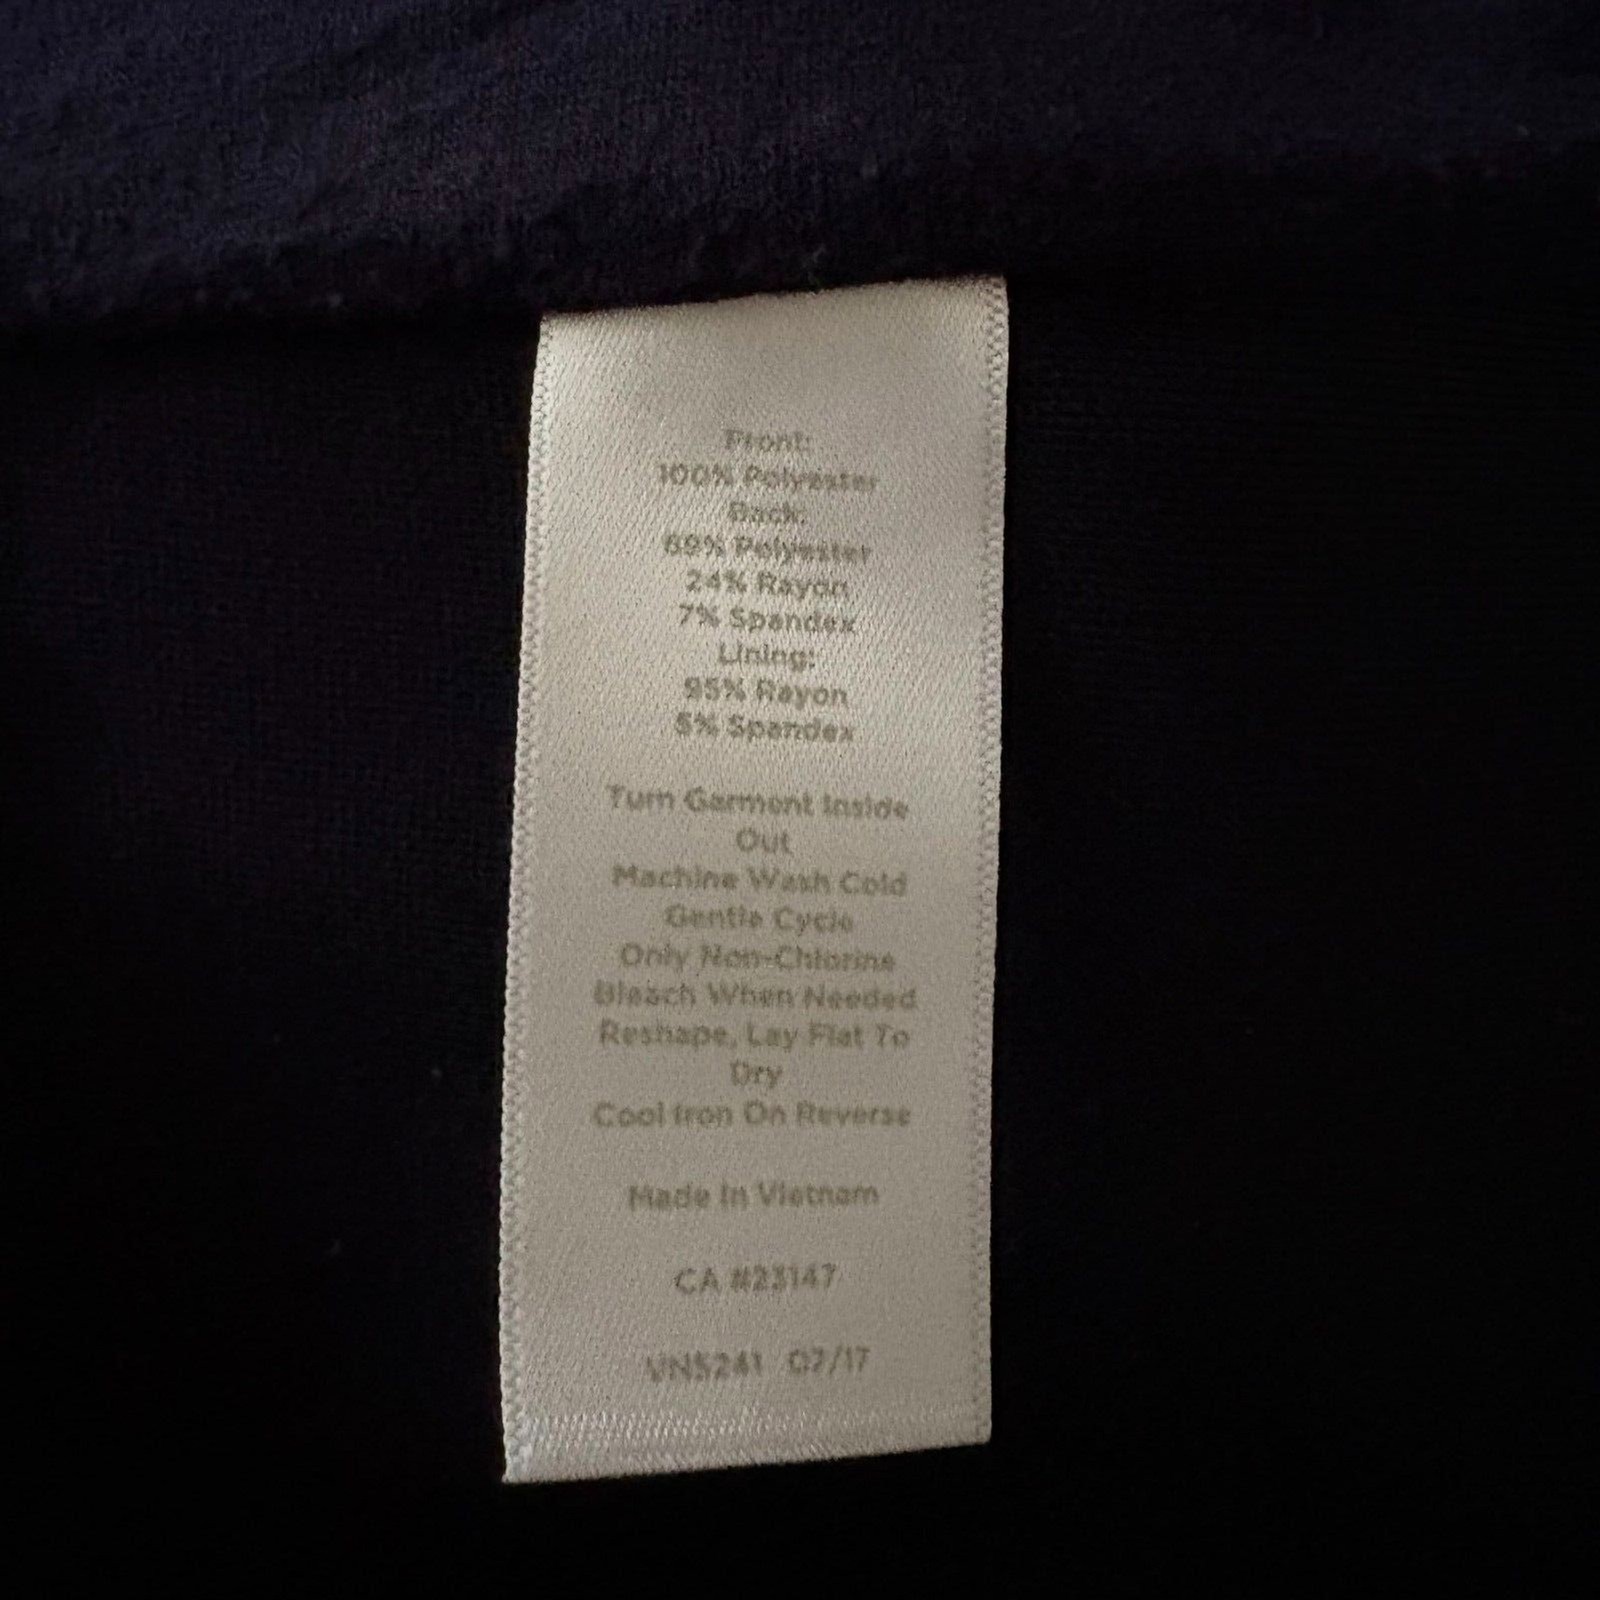 Front:
100% Polyester
Back:
69% Polyester
24% Rayon
7% Spandex
Lining:
95% Rayon
5% Spandex
Turn Garment Inside
Out
Machine Wash Cold
Gentle Cycle
Only Non-Chlorine
Bleach When Needed
Reshape, Lay Flat To
Dry
Cool Iron On Reverse
Made In Vietnam
CA #23147
VN5241 07/17